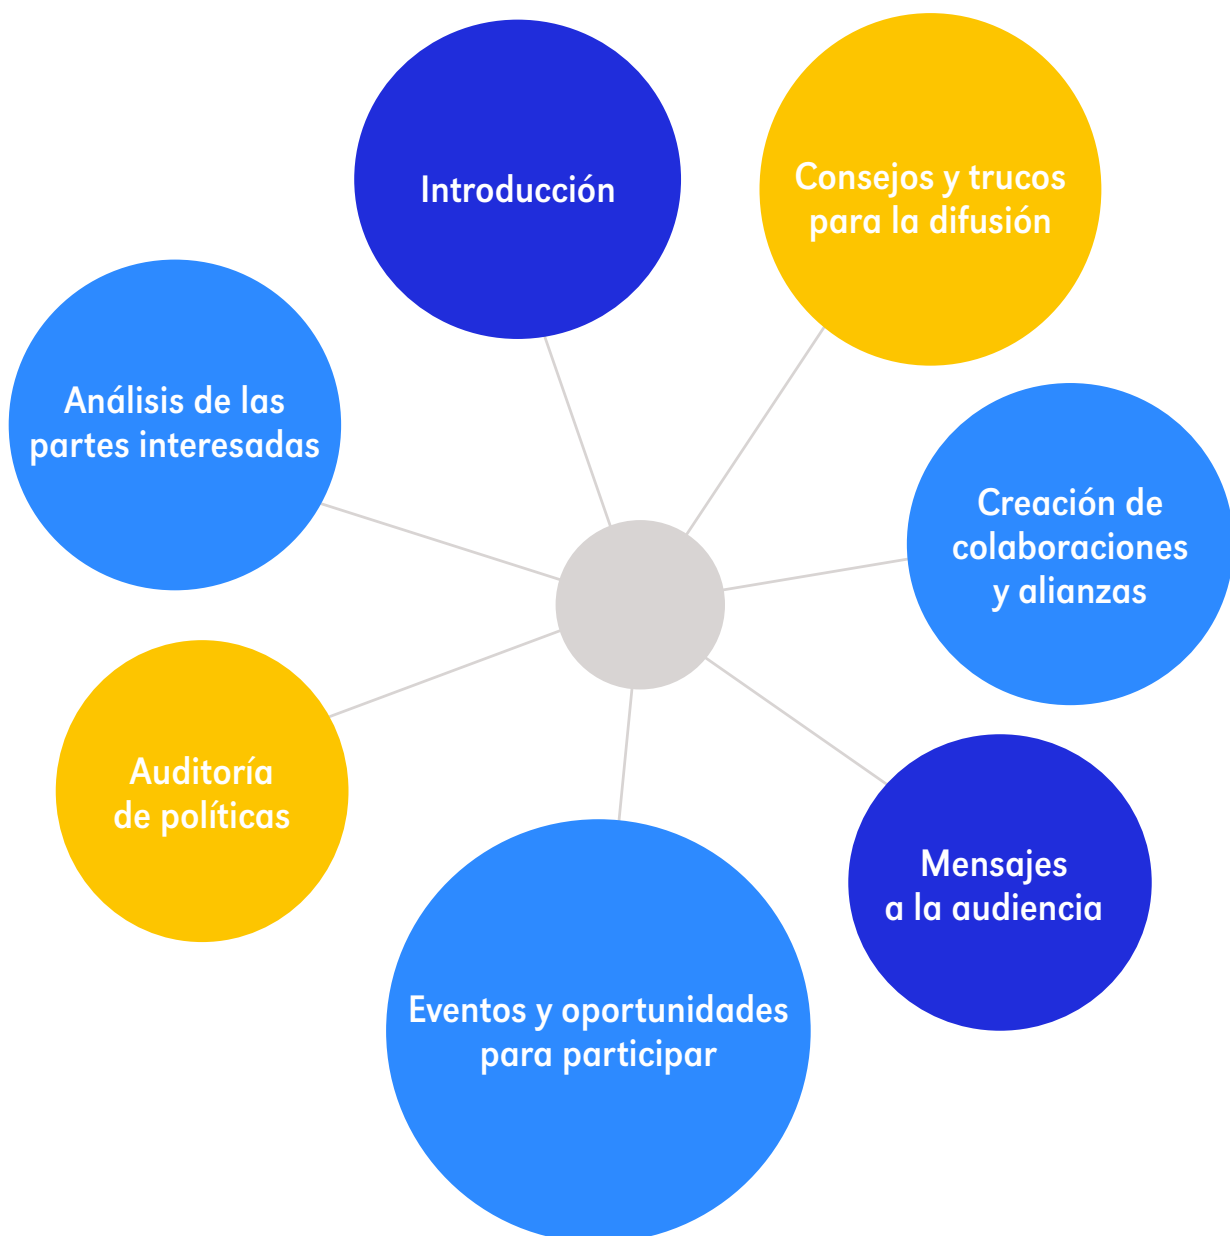 Introducción
Consejos y trucos
para la difusión
Análisis de las
partes interesadas
Creación de
colaboraciones
y alianzas
Auditoría
de políticas
Mensajes
a la audiencia
Eventos y oportunidades
para participar